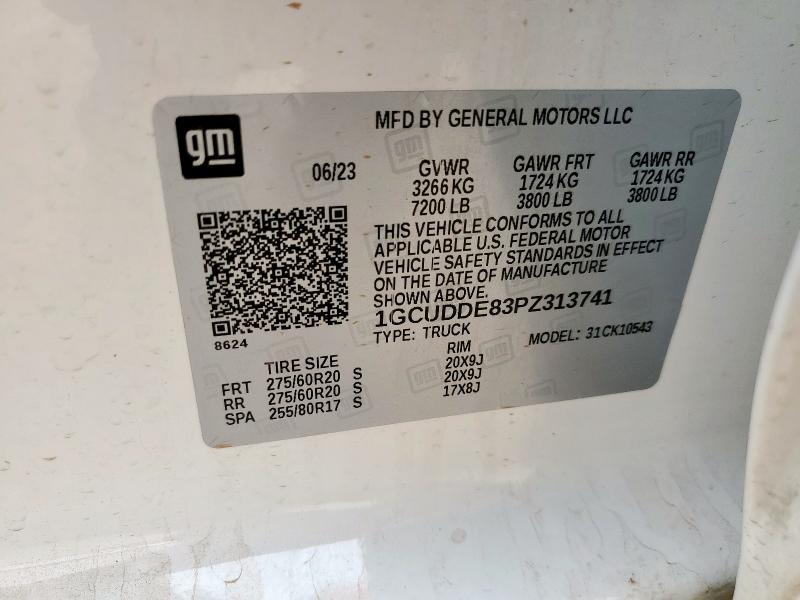 gm
MFD BY GENERAL MOTORS LLC
06/23
GVWR GAWR FRT GAWR RR
3266 KG 1724 KG 1724 KG
7200 LB 3800 LB 3800 LB
THIS VEHICLE CONFORMS TO ALL
APPLICABLE U.S. FEDERAL MOTOR
VEHICLE SAFETY STANDARDS IN EFFECT
ON THE DATE OF MANUFACTURE
SHOWN ABOVE.
1GCUDDE83PZ313741
8624
TYPE: TRUCK MODEL: 31CK10543
TIRE SIZE RIM
FRT 275/60R20 S 20X9J
RR 275/60R20 S 20X9J
SPA 255/80R17 S 17X8J